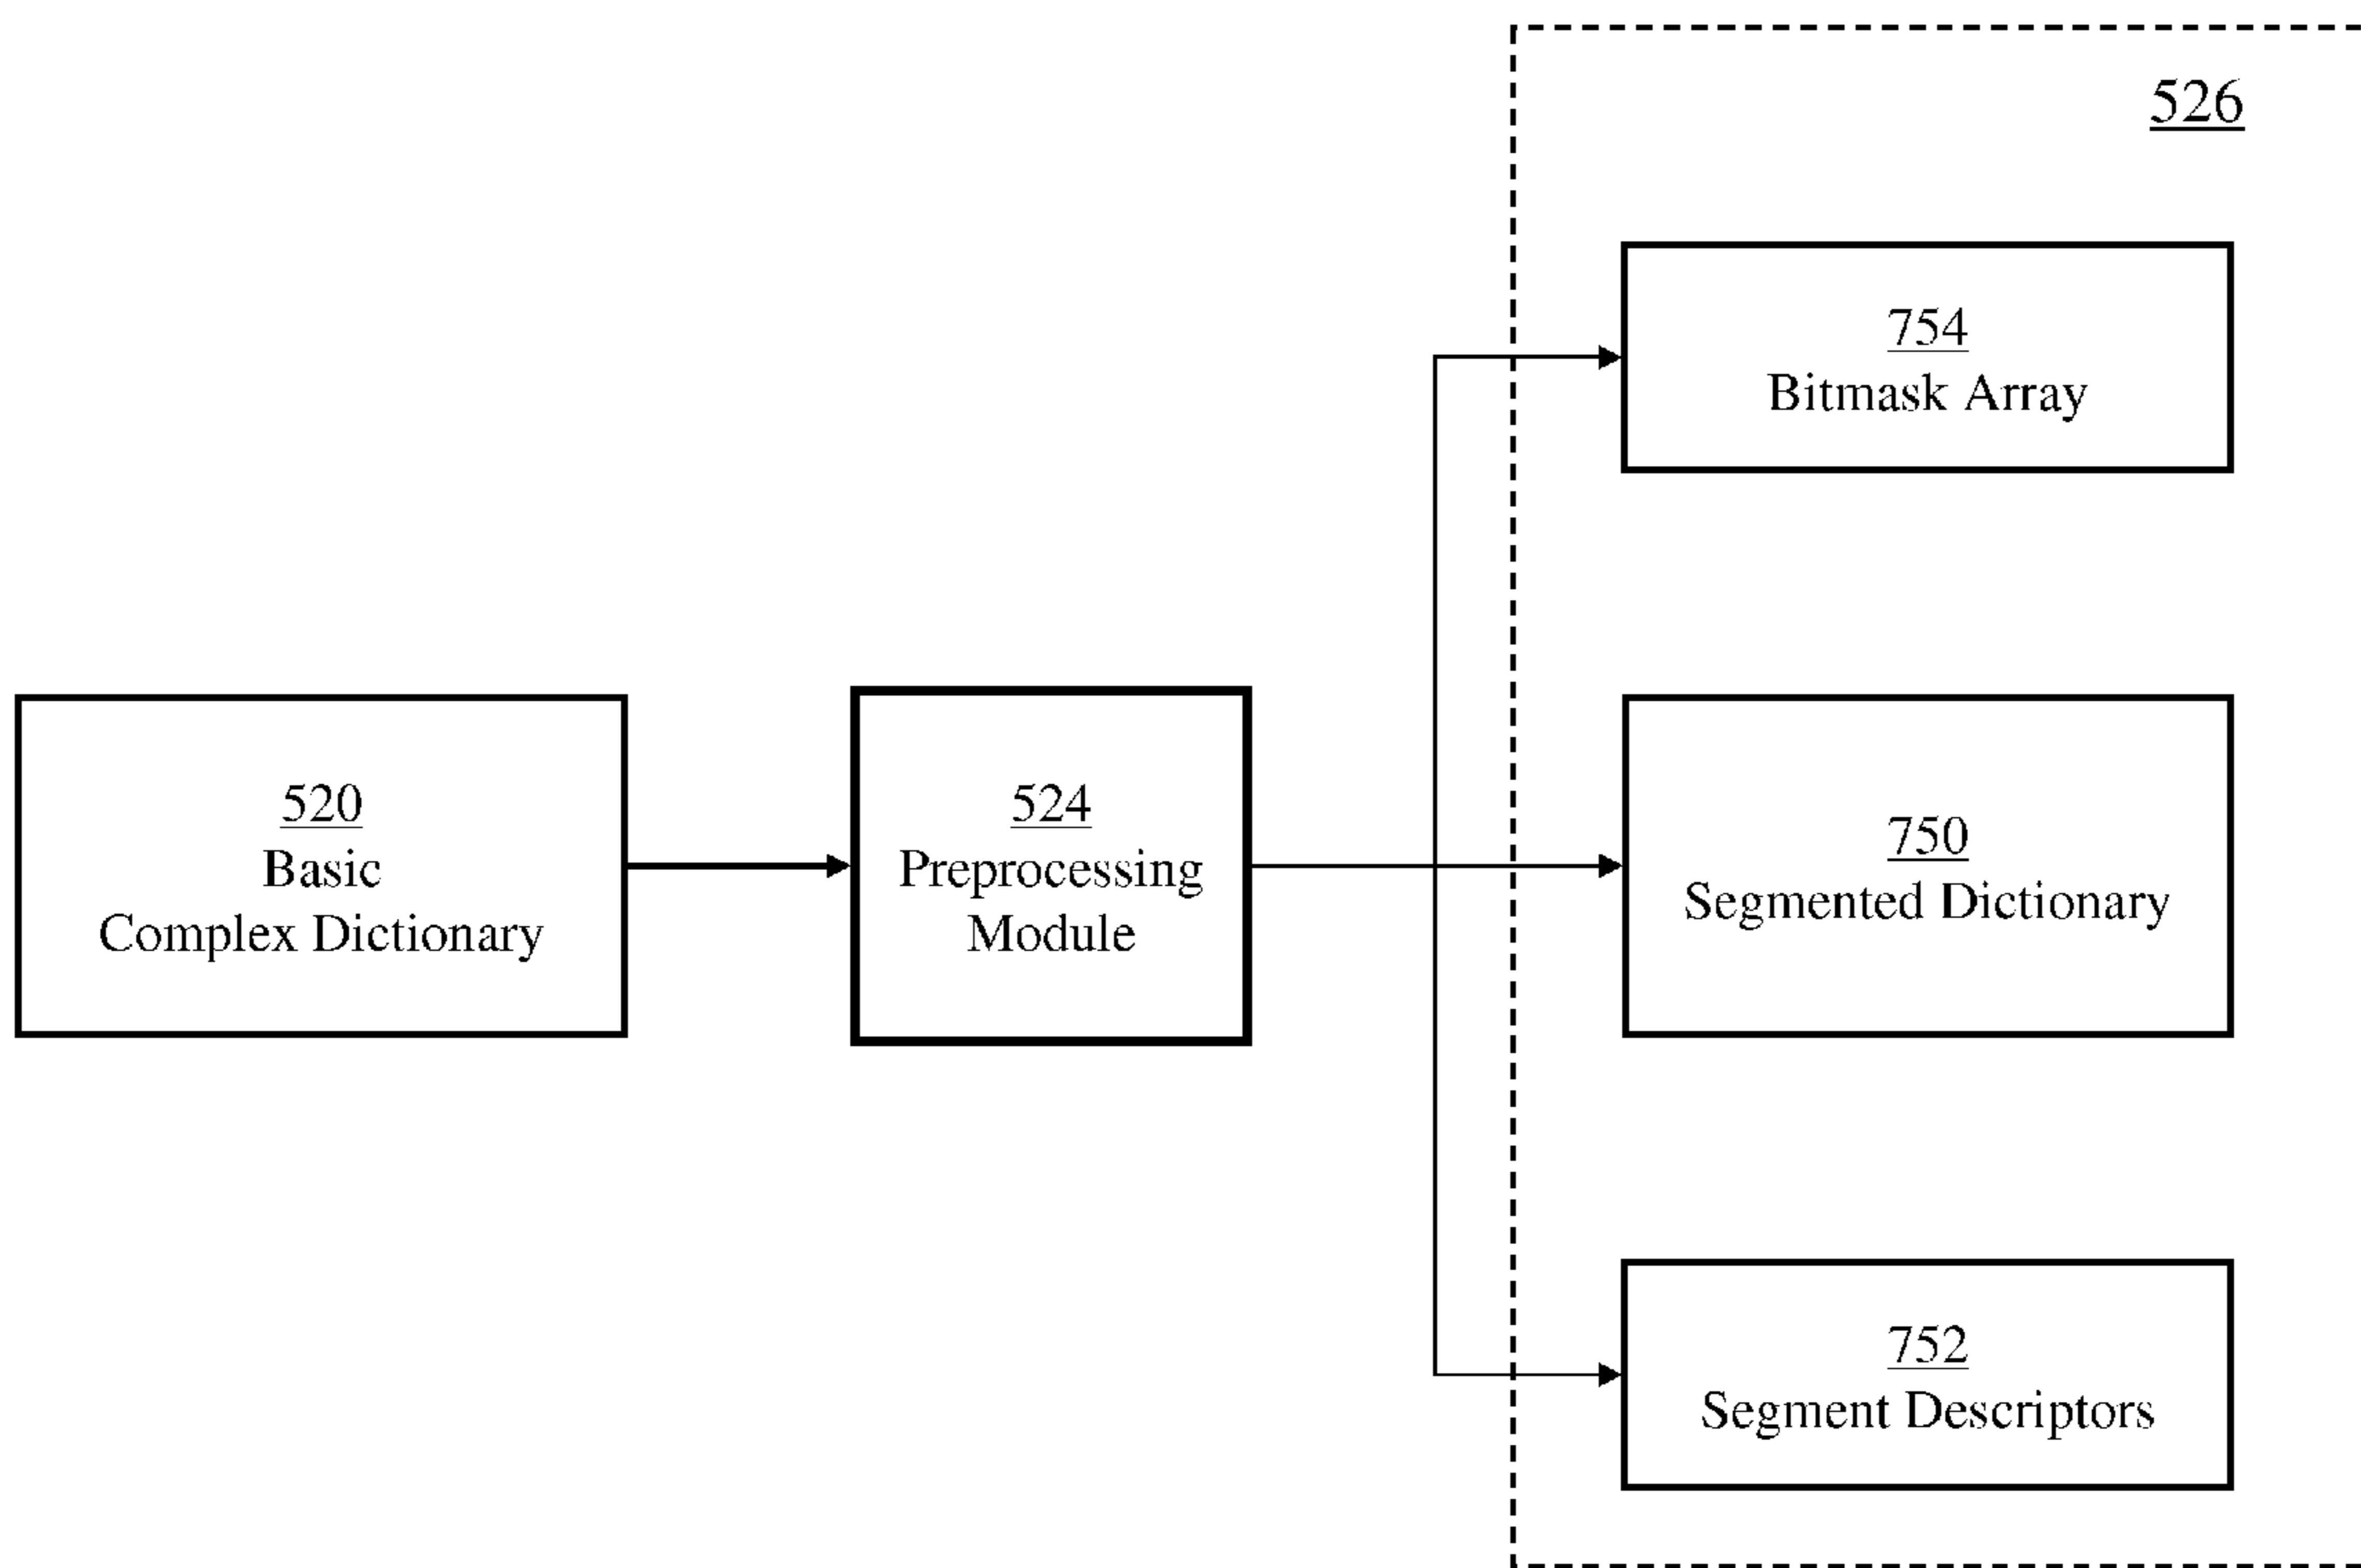 526
754
Bitmask Array
520
Basic
Complex Dictionary
524
Preprocessing
Module
750
Segmented Dictionary
752
Segment Descriptors